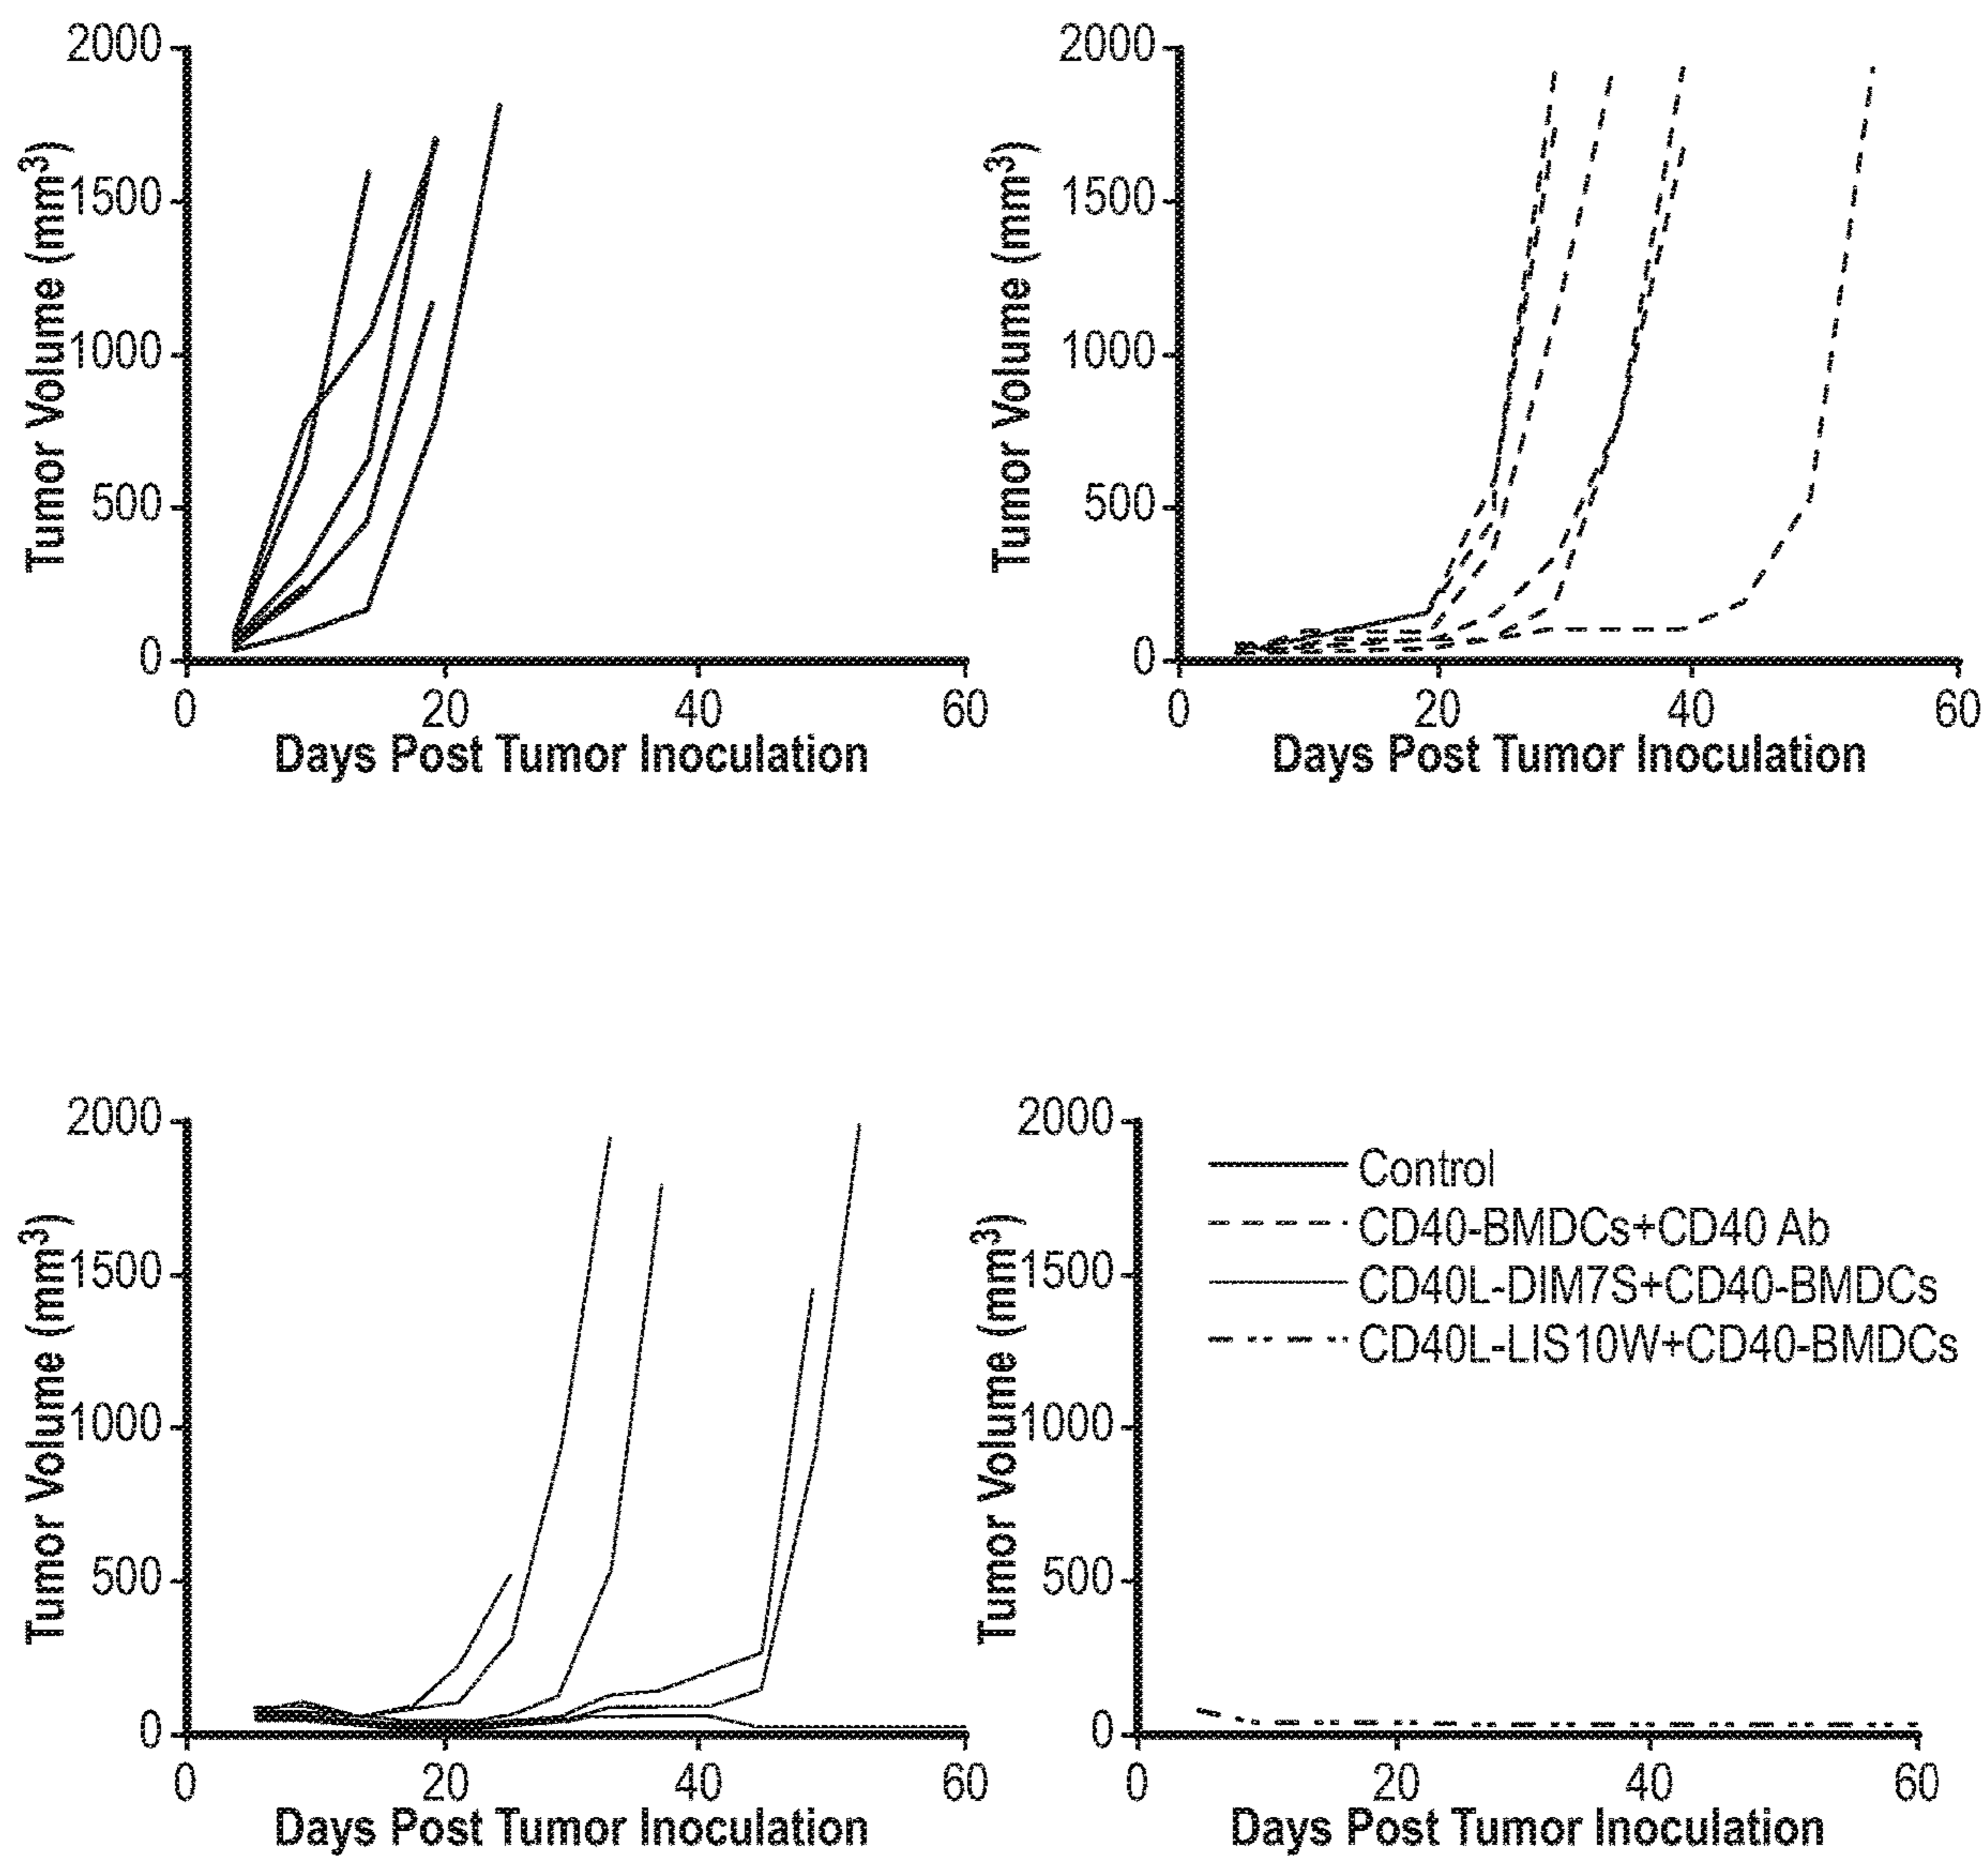 2000
1500
1000
500
0
Tumor Volume (mm³)
0 20 40 60
Days Post Tumor Inoculation
2000
1500
1000
500
0
Tumor Volume (mm³)
0 20 40 60
Days Post Tumor Inoculation
2000
1500
1000
500
0
Tumor Volume (mm³)
0 20 40 60
Days Post Tumor Inoculation
2000
1500
1000
500
0
Tumor Volume (mm³)
Control
CD40-BMDCs+CD40 Ab
CD40L-DIM7S+CD40-BMDCs
CD40L-LIS10W+CD40-BMDCs
0 20 40 60
Days Post Tumor Inoculation